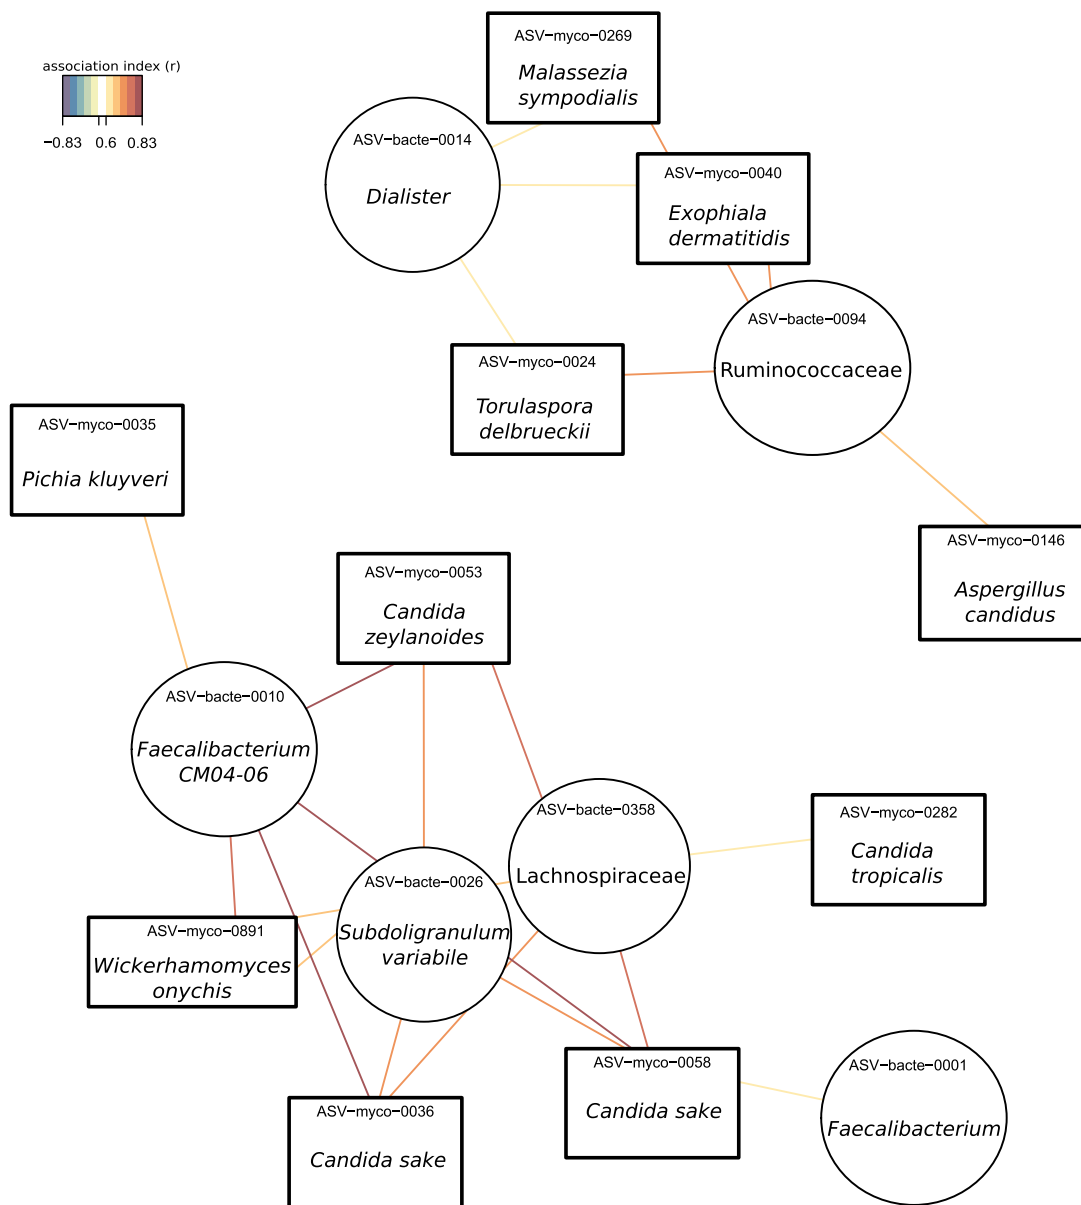 ASV−myco−0269
Malassezia
sympodialis
association index (r)
−0.83 0.6 0.83
ASV−bacte−0014
Dialister
ASV−myco−0040
Exophiala
dermatitidis
ASV−bacte−0094
Ruminococcaceae
ASV−myco−0024
Torulaspora
delbrueckii
ASV−myco−0035
Pichia kluyveri
ASV−myco−0146
Aspergillus
candidus
ASV−myco−0053
Candida
zeylanoides
ASV−bacte−0010
Faecalibacterium
CM04-06
ASV−bacte−0358
Lachnospiraceae
ASV−myco−0282
Candida
tropicalis
ASV−bacte−0026
Subdoligranulum
variabile
ASV−myco−0891
Wickerhamomyces
onychis
ASV−myco−0058
Candida sake
ASV−bacte−0001
Faecalibacterium
ASV−myco−0036
Candida sake